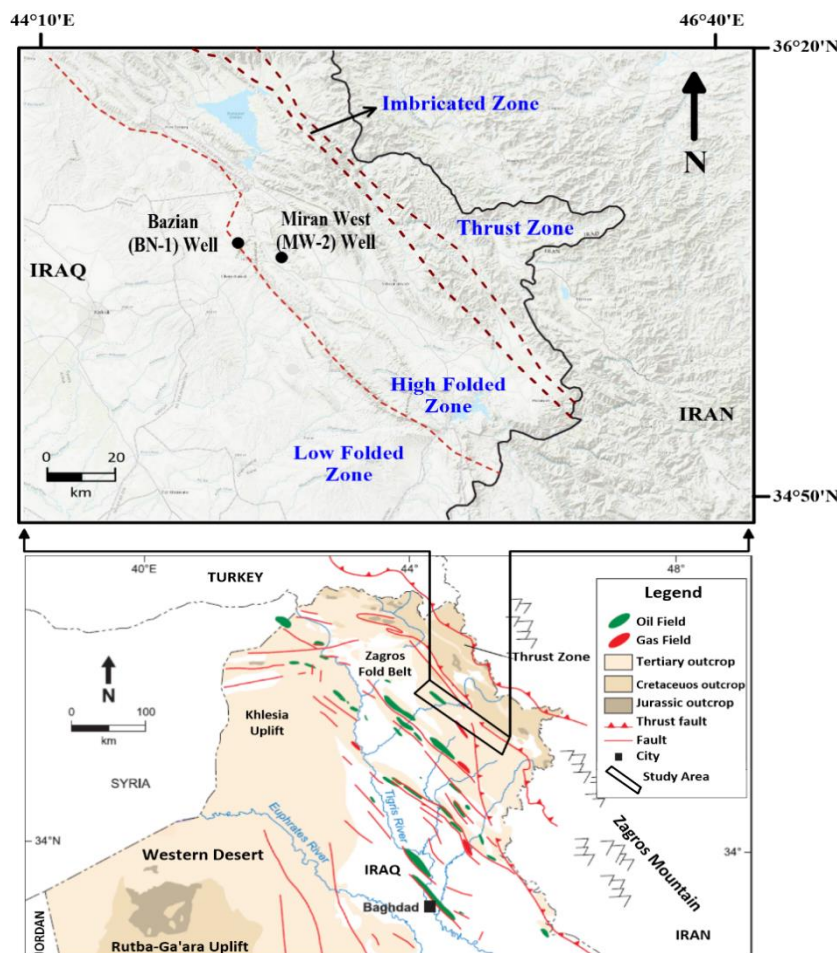 44°10'E
46°40'E
36°20'N
Imbricated Zone
N
Thrust Zone
Bazian
(BN-1) Well
Miran West
(MW-2) Well
IRAQ
High Folded
Zone
IRAN
Low Folded
Zone
0 20
km
34°50'N
40°E
44°
48°
TURKEY
Legend
Oil Field
Gas Field
Tertiary outcrop
Cretaceuos outcrop
Jurassic outcrop
Thrust fault
Fault
City
Study Area
Thrust Zone
Zagros
Fold Belt
N
0 100
km
Khlesia
Uplift
SYRIA
Tigris River
Euphrates River
34°N
34°
Zagros Mountain
Western Desert
IRAQ
Baghdad
JORDAN
Rutba-Ga'ara Uplift
IRAN